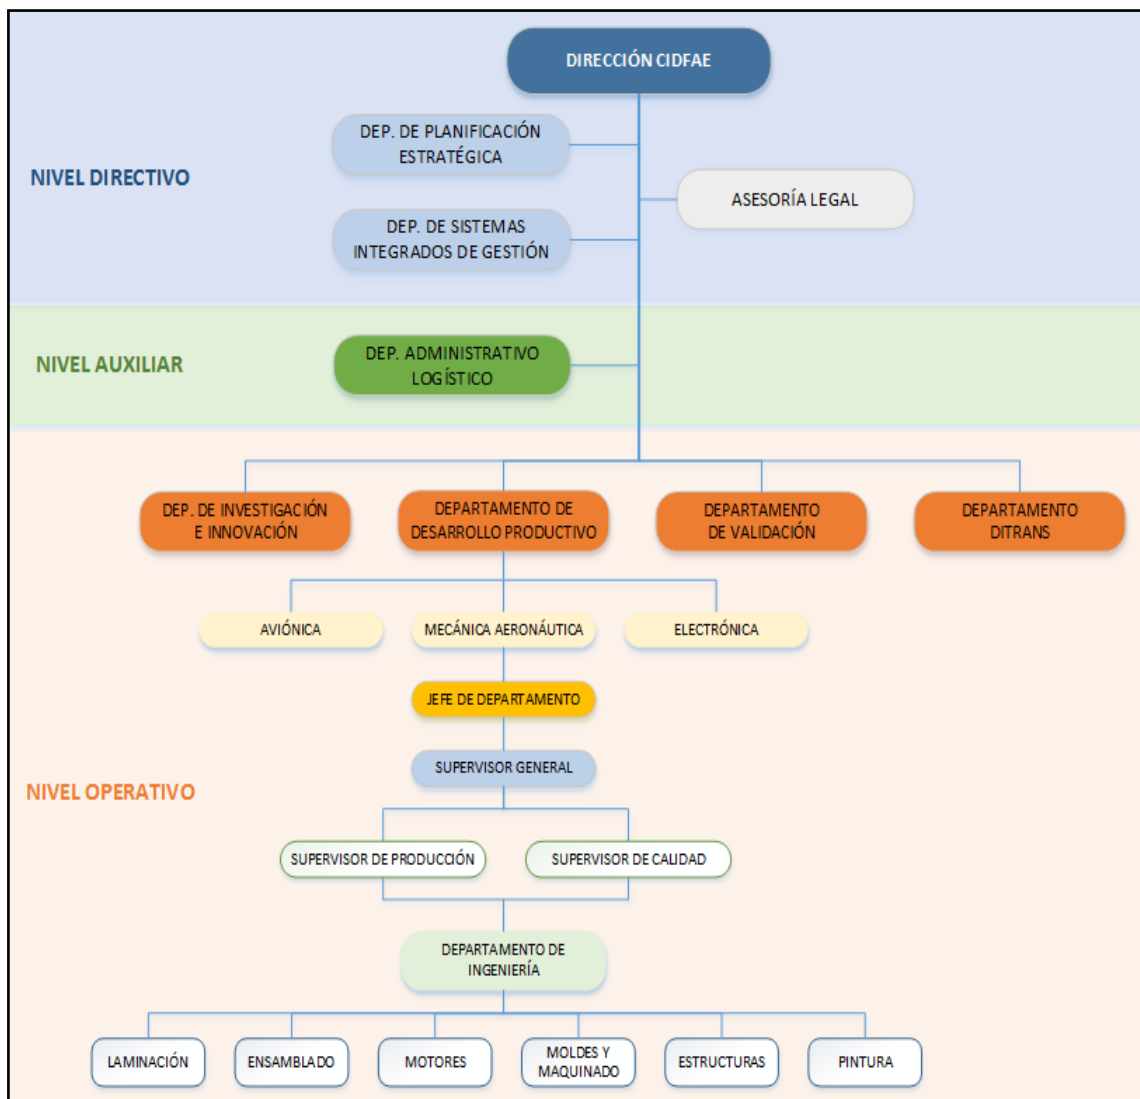 DIRECCIÓN CIDFAE
DEP. DE PLANIFICACIÓN
ESTRATÉGICA
NIVEL DIRECTIVO
ASESORÍA LEGAL
DEP. DE SISTEMAS
INTEGRADOS DE GESTIÓN
NIVEL AUXILIAR
DEP. ADMINISTRATIVO
LOGÍSTICO
DEP. DE INVESTIGACIÓN
E INNOVACIÓN
DEPARTAMENTO DE
DESARROLLO PRODUCTIVO
DEPARTAMENTO
DE VALIDACIÓN
DEPARTAMENTO
DITRANS
AVIÓNICA
MECÁNICA AERONÁUTICA
ELECTRÓNICA
JEFE DE DEPARTAMENTO
SUPERVISOR GENERAL
NIVEL OPERATIVO
SUPERVISOR DE PRODUCCIÓN
SUPERVISOR DE CALIDAD
DEPARTAMENTO DE
INGENIERÍA
LAMINACIÓN
ENSAMBLADO
MOTORES
MOLDES Y
MAQUINADO
ESTRUCTURAS
PINTURA